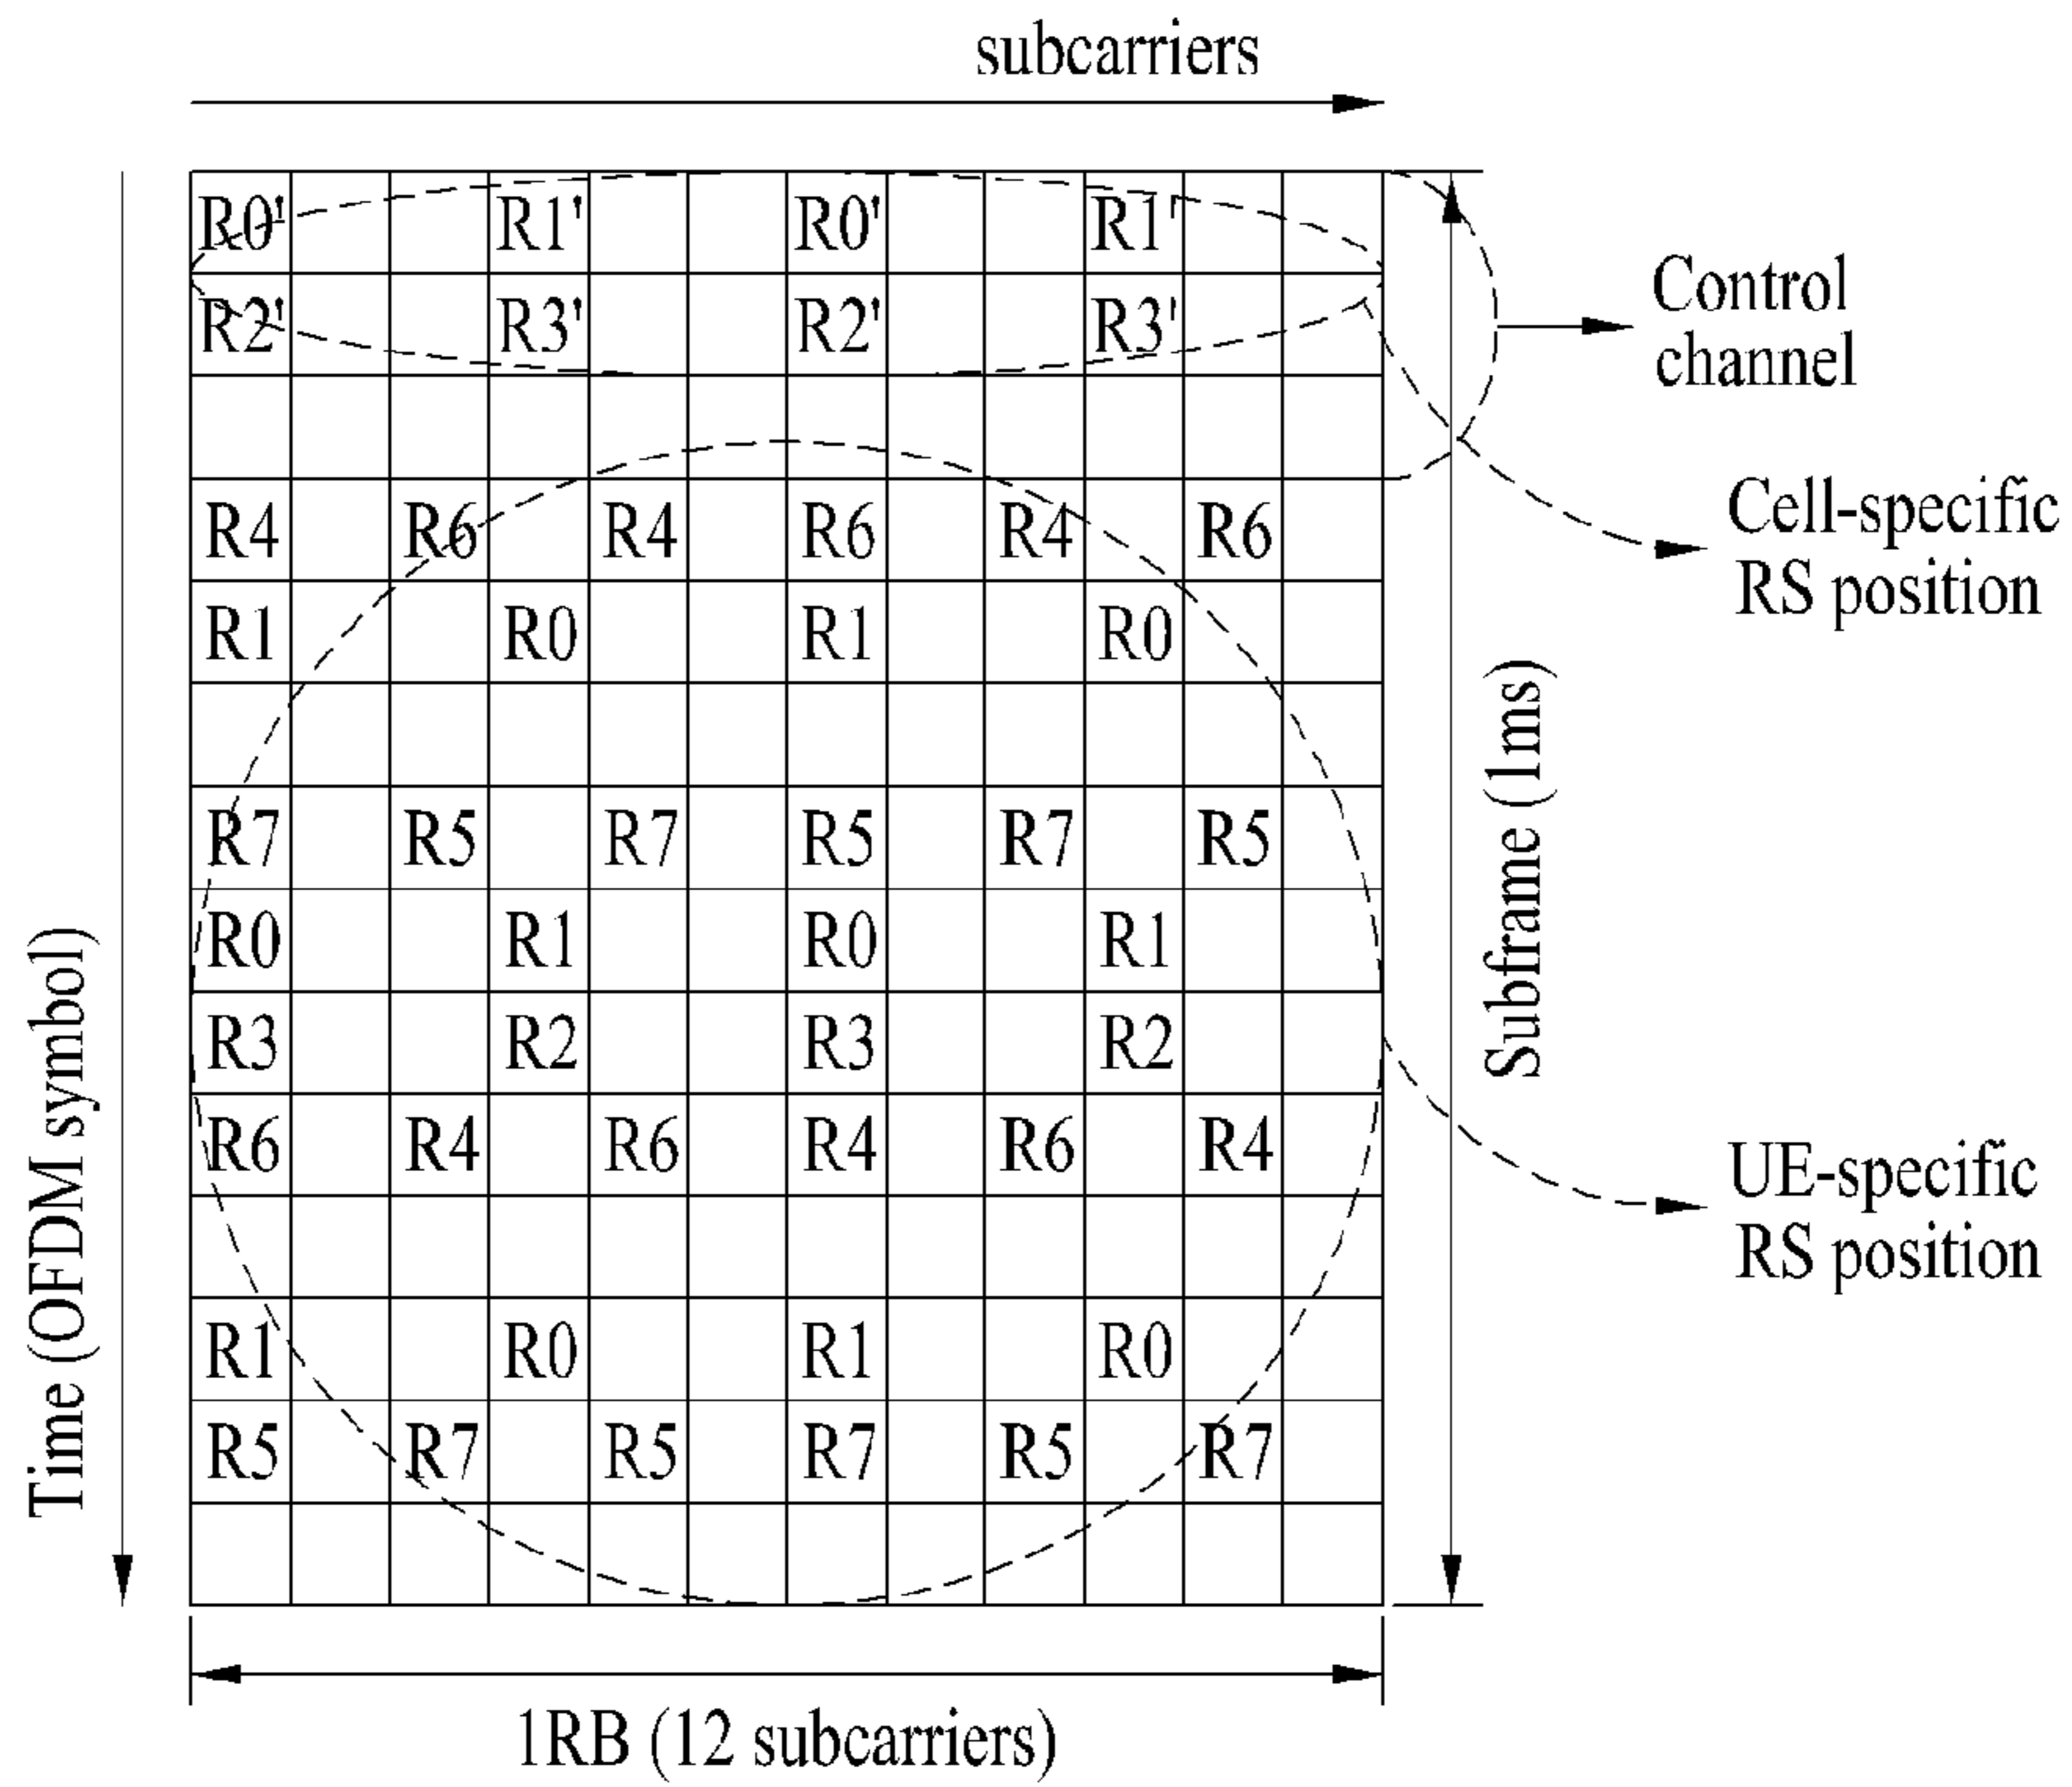 subcarriers
R0' R1' R0' R1'
R2' R3' R2' R3'
Control
channel
R4 R6 R4 R6 R4 R6
Cell-specific
RS position
R1 R0 R1 R0
R7 R5 R7 R5 R7 R5
R0 R1 R0 R1
R3 R2 R3 R2
R6 R4 R6 R4 R6 R4
UE-specific
RS position
R1 R0 R1 R0
R5 R7 R5 R7 R5 R7
Time (OFDM symbol)
Subframe (1ms)
1RB (12 subcarriers)